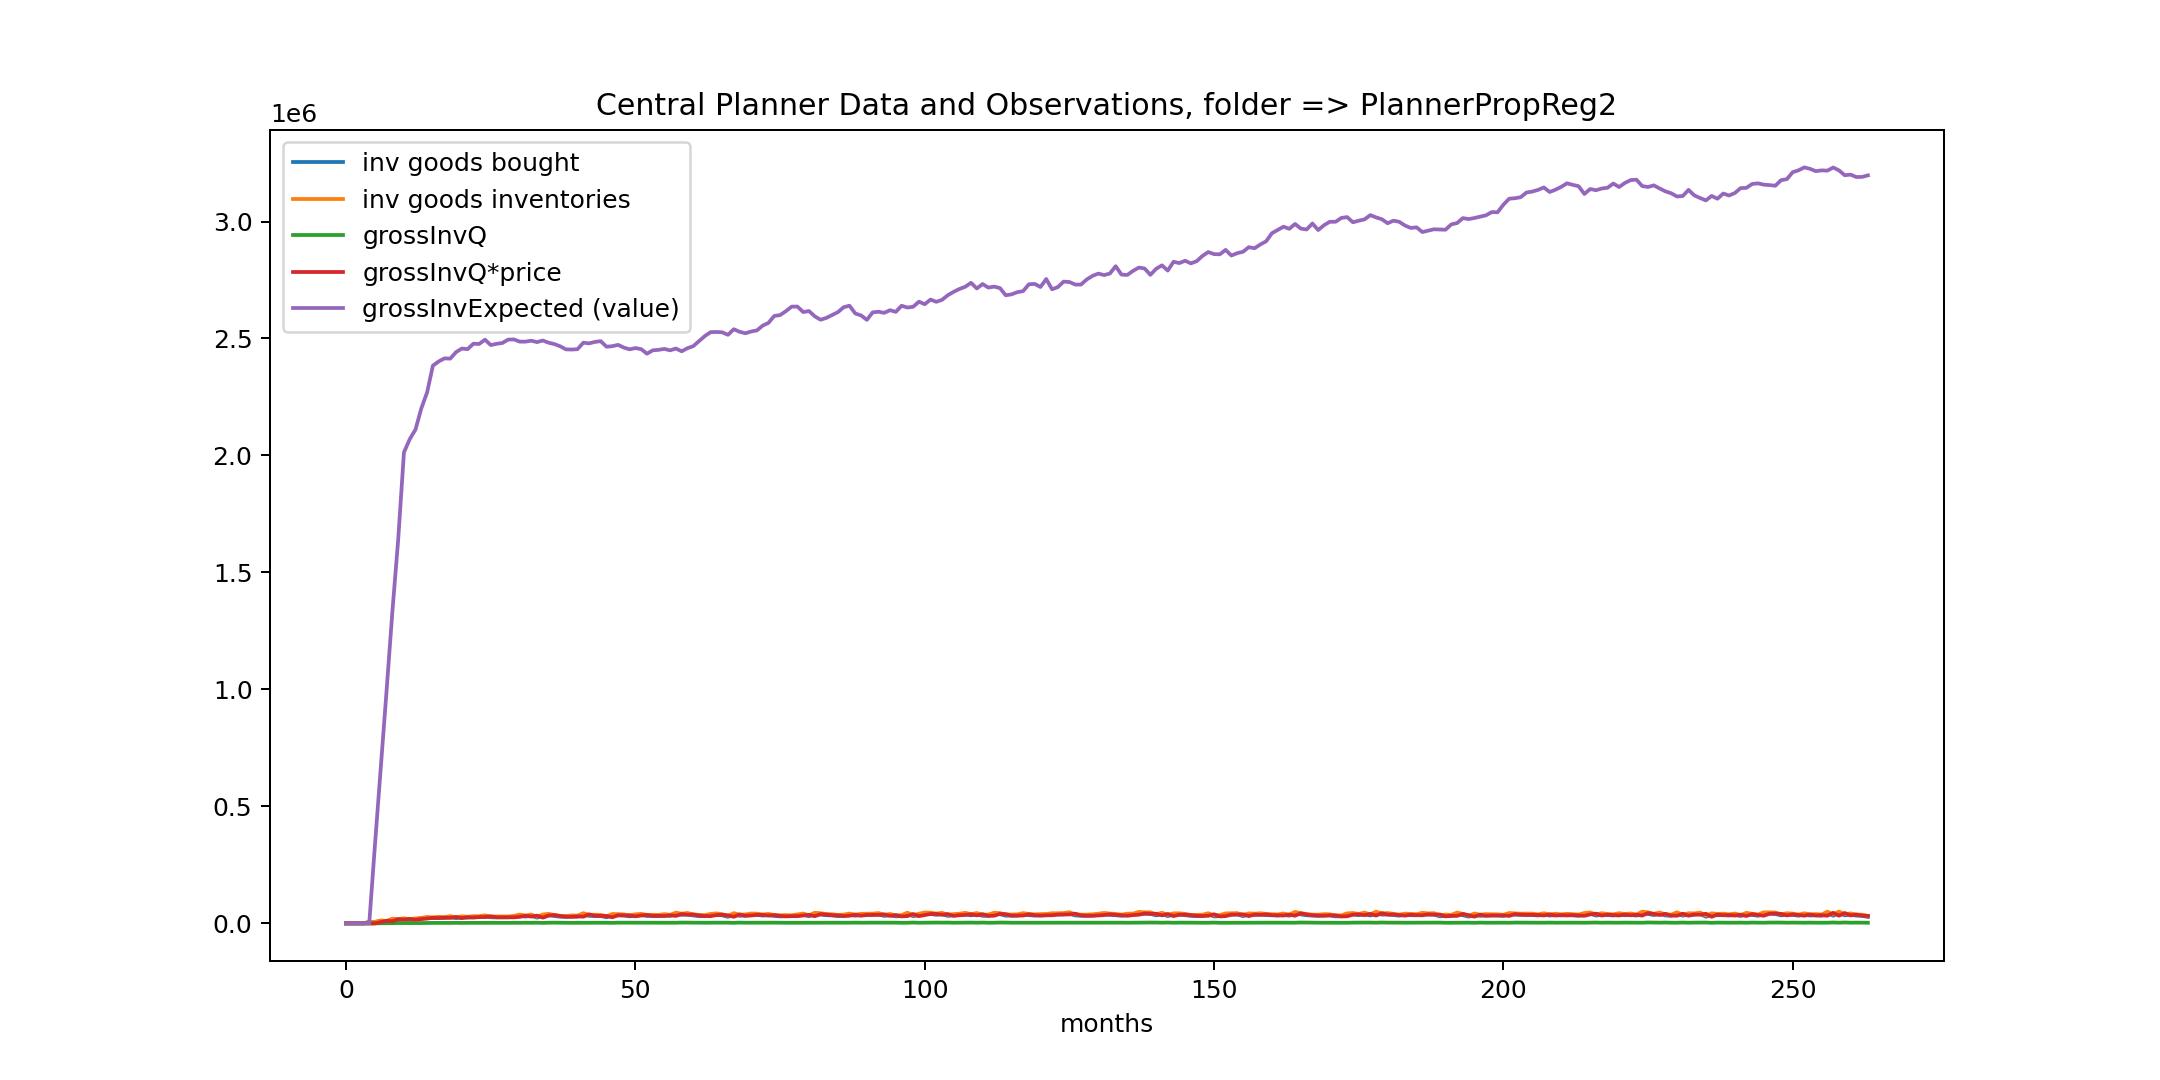 Central Planner Data and Observations, folder => PlannerPropReg2
1e6
inv goods bought
inv goods inventories
grossInvQ
grossInvQ*price
grossInvExpected (value)
3.0
2.5
2.0
1.5
1.0
0.5
0.0
0 50 100 150 200 250
months